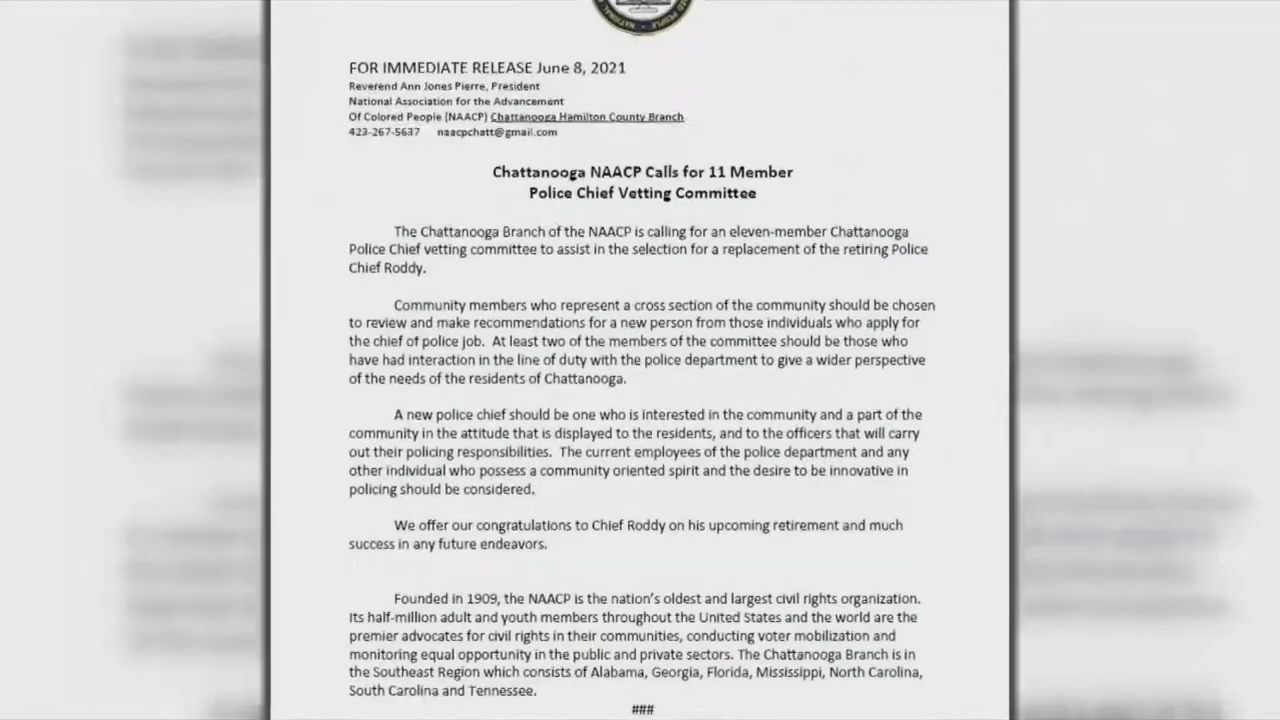 NATIONAL
ED PEOPLE
FOR IMMEDIATE RELEASE June 8, 2021
Reverend Ann Jones Pierre, President
National Association for the Advancement
Of Colored People (NAACP) Chattanooga Hamilton County Branch
423-267-5637 naacpchatt@gmail.com
Chattanooga NAACP Calls for 11 Member
Police Chief Vetting Committee
The Chattanooga Branch of the NAACP is calling for an eleven-member Chattanooga
Police Chief vetting committee to assist in the selection for a replacement of the retiring Police
Chief Roddy.
Community members who represent a cross section of the community should be chosen
to review and make recommendations for a new person from those individuals who apply for
the chief of police job. At least two of the members of the committee should be those who
have had interaction in the line of duty with the police department to give a wider perspective
of the needs of the residents of Chattanooga.
A new police chief should be one who is interested in the community and a part of the
community in the attitude that is displayed to the residents, and to the officers that will carry
out their policing responsibilities. The current employees of the police department and any
other individual who possess a community oriented spirit and the desire to be innovative in
policing should be considered.
We offer our congratulations to Chief Roddy on his upcoming retirement and much
success in any future endeavors.
Founded in 1909, the NAACP is the nation's oldest and largest civil rights organization.
Its half-million adult and youth members throughout the United States and the world are the
premier advocates for civil rights in their communities, conducting voter mobilization and
monitoring equal opportunity in the public and private sectors. The Chattanooga Branch is in
the Southeast Region which consists of Alabama, Georgia, Florida, Mississippi, North Carolina,
South Carolina and Tennessee.
###